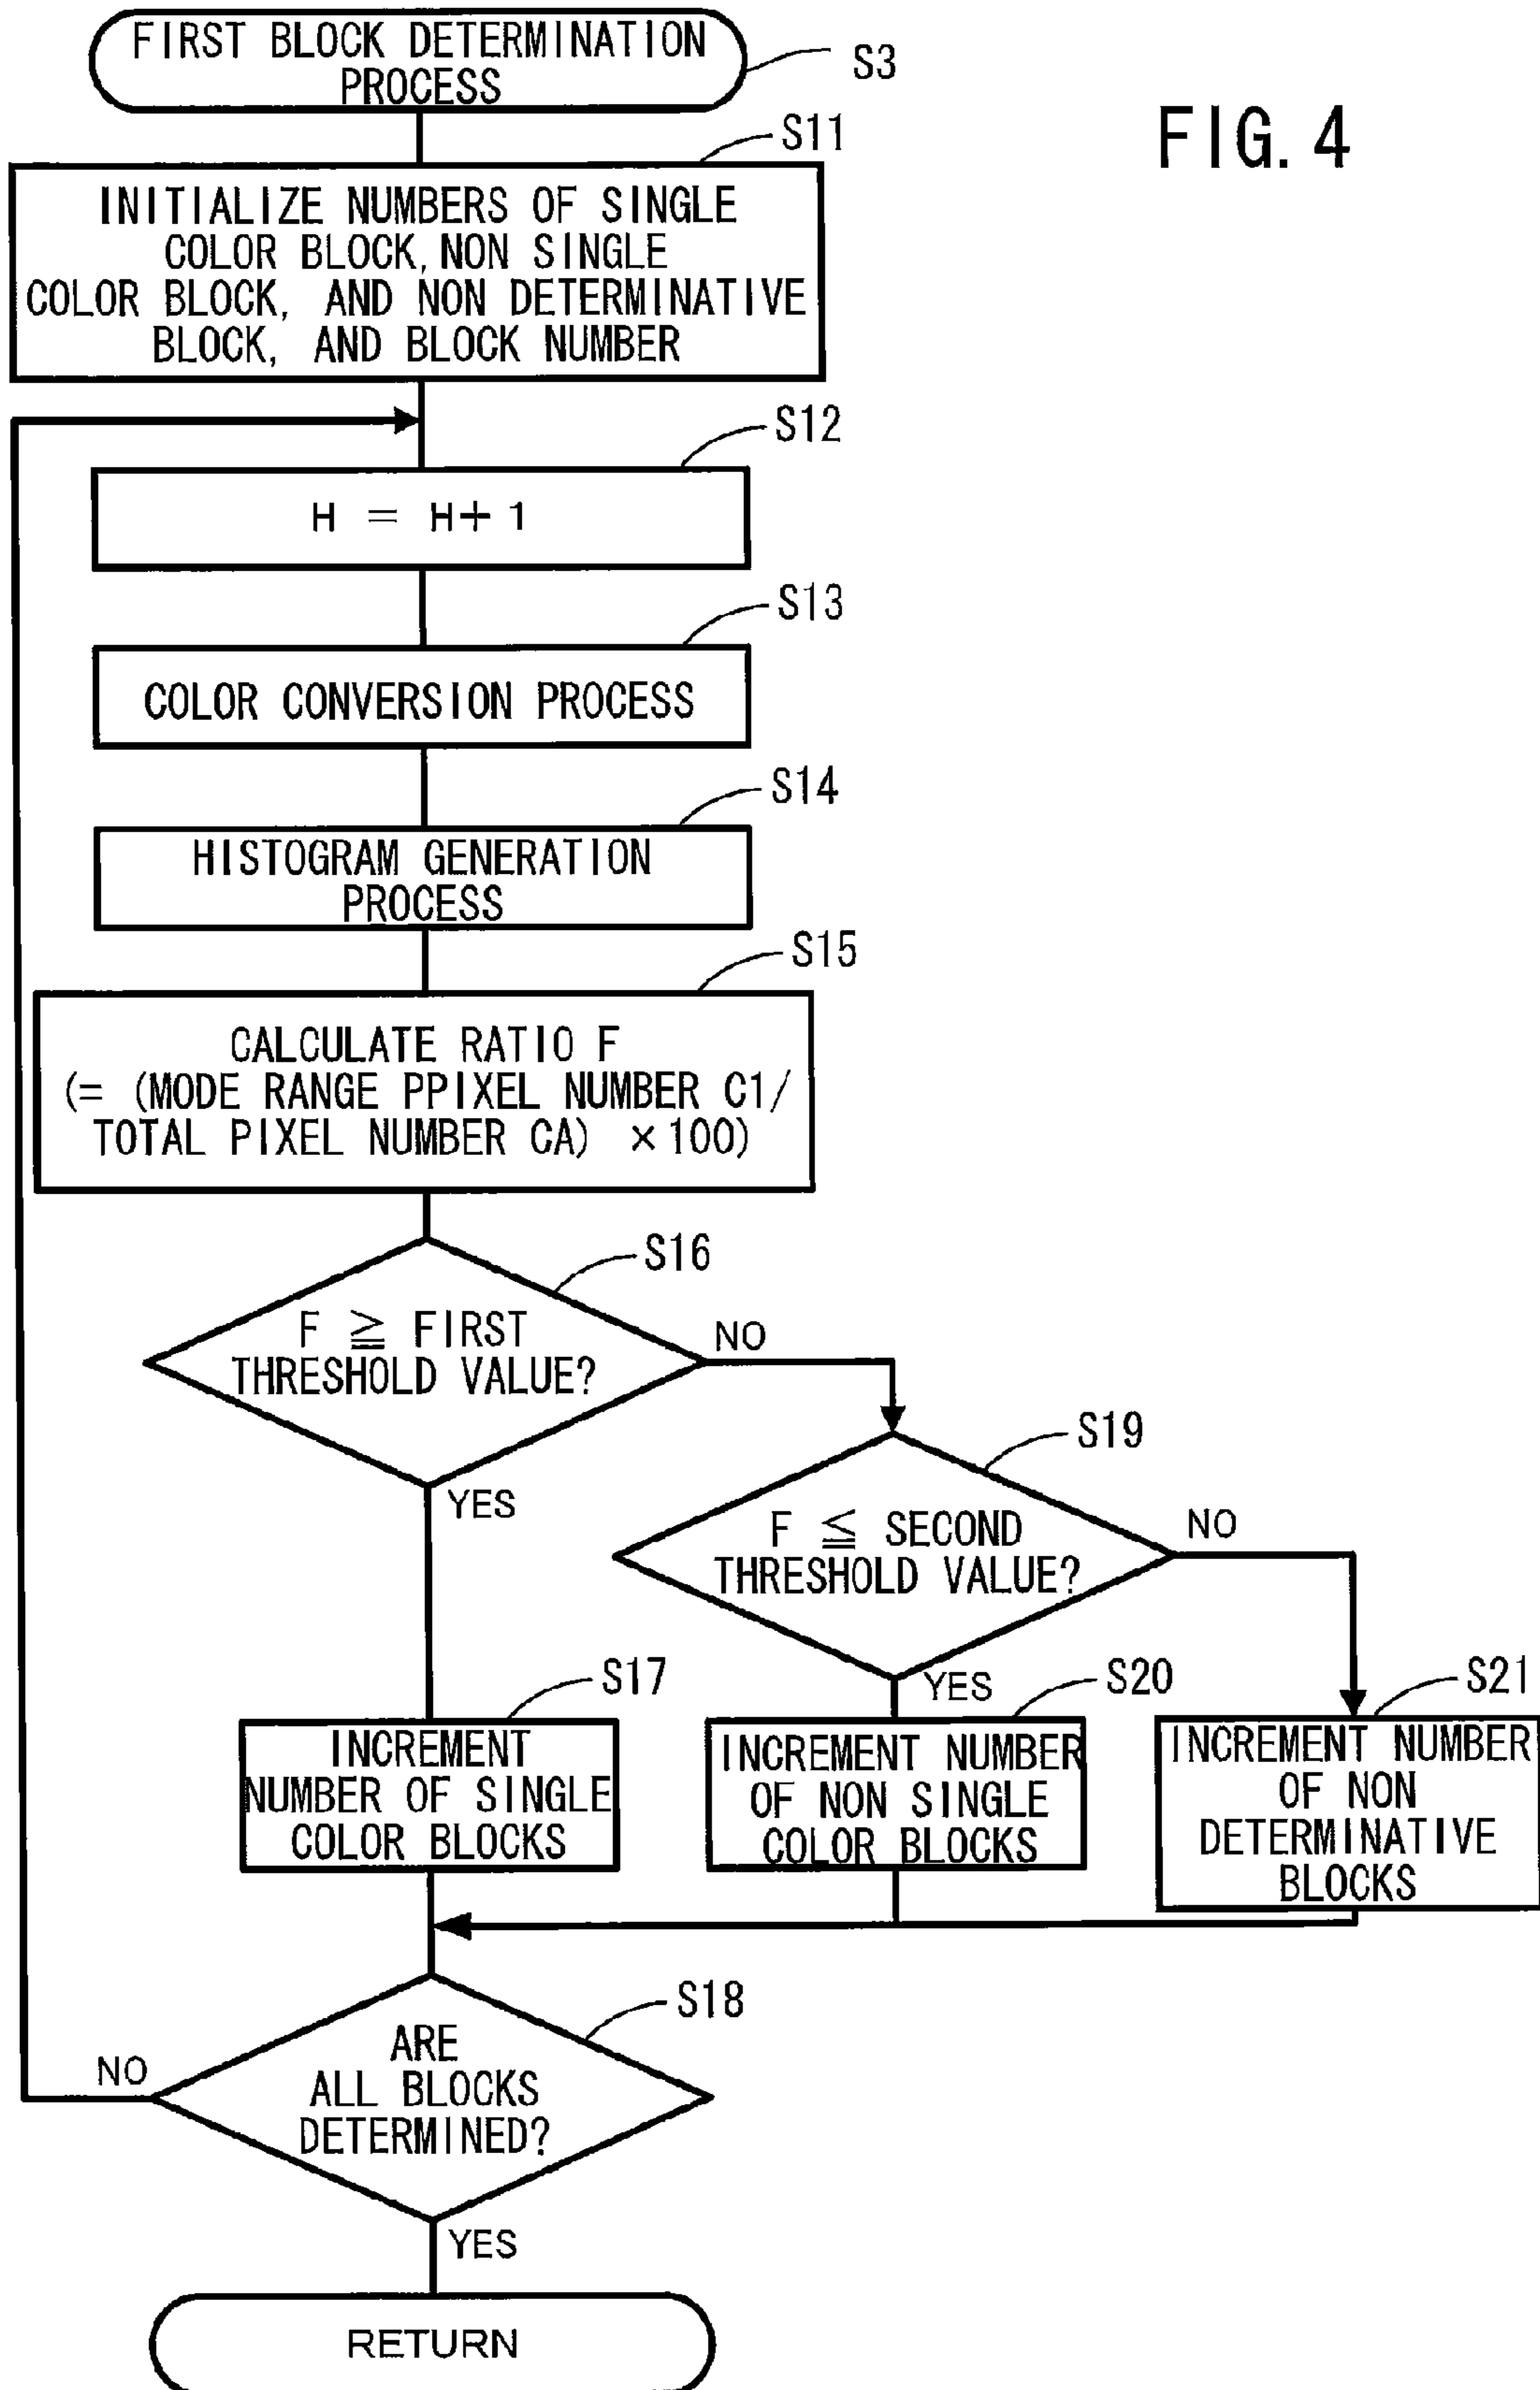 FIRST BLOCK DETERMINATION
PROCESS
S3
FIG. 4
S11
INITIALIZE NUMBERS OF SINGLE
COLOR BLOCK, NON SINGLE
COLOR BLOCK, AND NON DETERMINATIVE
BLOCK, AND BLOCK NUMBER
S12
H = H+1
S13
COLOR CONVERSION PROCESS
S14
HISTOGRAM GENERATION
PROCESS
S15
CALCULATE RATIO F
(= (MODE RANGE PPIXEL NUMBER C1/
TOTAL PIXEL NUMBER CA) ×100)
S16
F ≧ FIRST
THRESHOLD VALUE?
NO
YES
S19
F ≦ SECOND
THRESHOLD VALUE?
NO
YES
S17
INCREMENT
NUMBER OF SINGLE
COLOR BLOCKS
S20
INCREMENT NUMBER
OF NON SINGLE
COLOR BLOCKS
S21
INCREMENT NUMBER
OF NON
DETERMINATIVE
BLOCKS
S18
ARE
ALL BLOCKS
DETERMINED?
NO
YES
RETURN